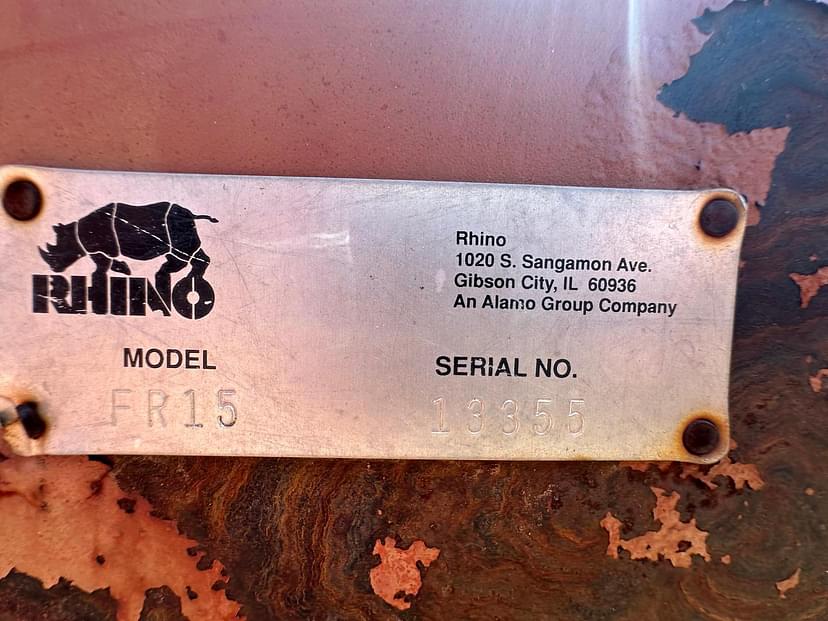 RHINO
Rhino
1020 S. Sangamon Ave.
Gibson City, IL 60936
An Alamo Group Company
MODEL
SERIAL NO.
FR15
13355